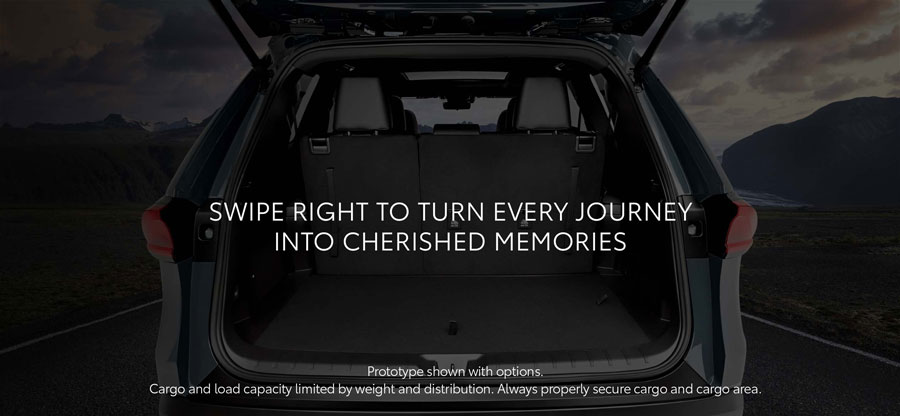 SWIPE RIGHT TO TURN EVERY JOURNEY
INTO CHERISHED MEMORIES
Prototype shown with options.
Cargo and load capacity limited by weight and distribution. Always properly secure cargo and cargo area.